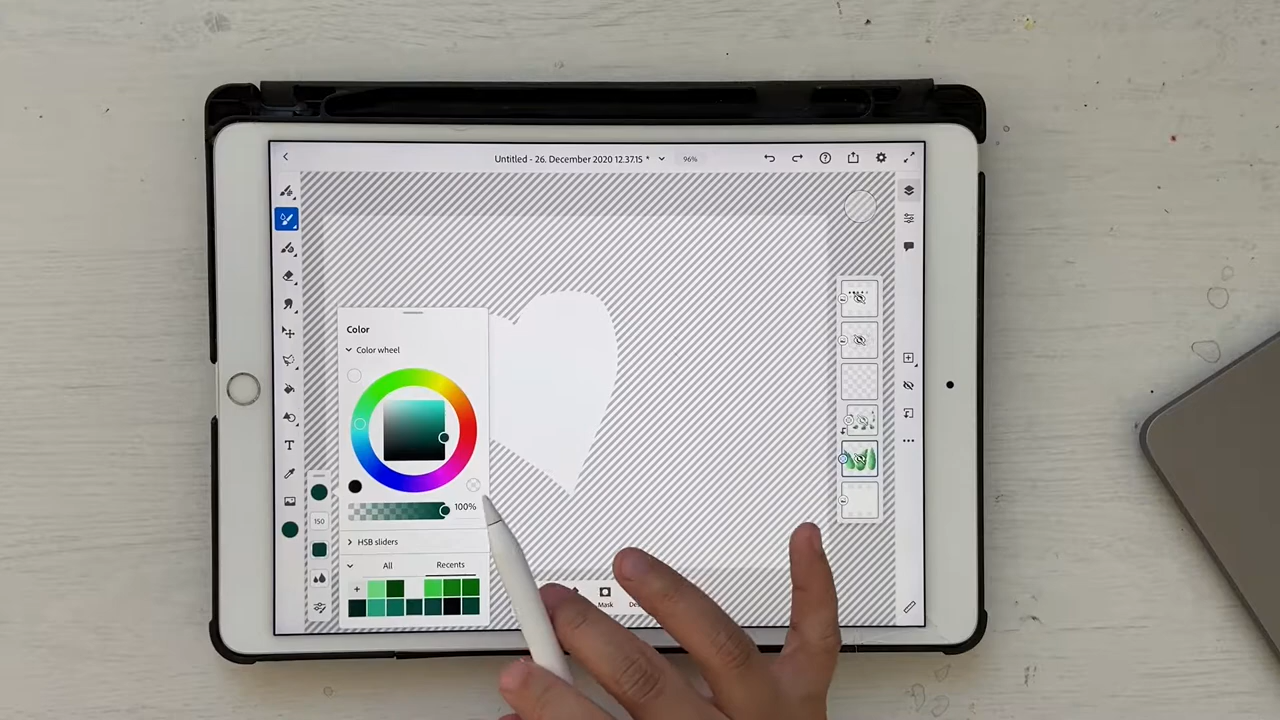 Untitled - 26. December 2020 12.37.15 *
96%
Color
Color wheel
150
100%
HSB sliders
All
Recents
Mask